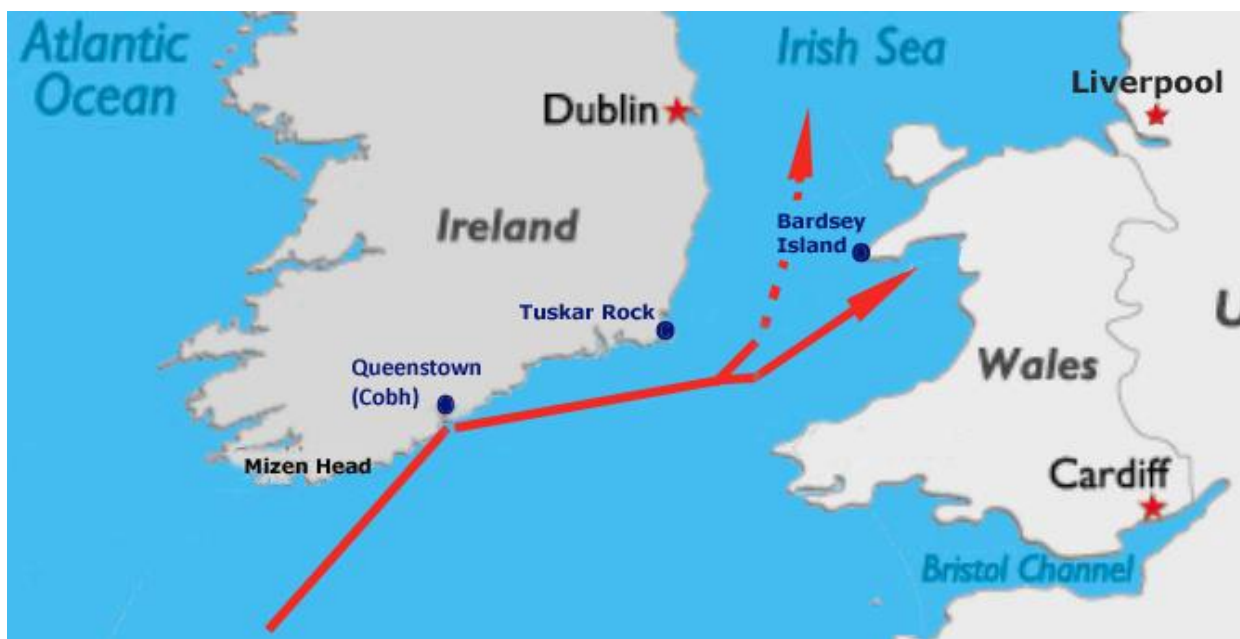 Atlantic
Ocean
Irish Sea
Liverpool
Dublin
Ireland
Bardsey
Island
Tuskar Rock
U
Queenstown
(Cobh)
Wales
Mizen Head
Cardiff
Bristol Channel